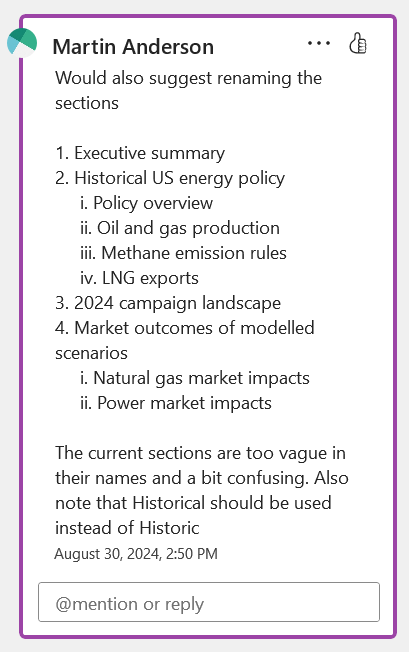 Martin Anderson
Would also suggest renaming the
sections
1. Executive summary
2. Historical US energy policy
i. Policy overview
ii. Oil and gas production
iii. Methane emission rules
iv. LNG exports
3. 2024 campaign landscape
4. Market outcomes of modelled
scenarios
i. Natural gas market impacts
ii. Power market impacts
The current sections are too vague in
their names and a bit confusing. Also
note that Historical should be used
instead of Historic
August 30, 2024, 2:50 PM
@mention or reply